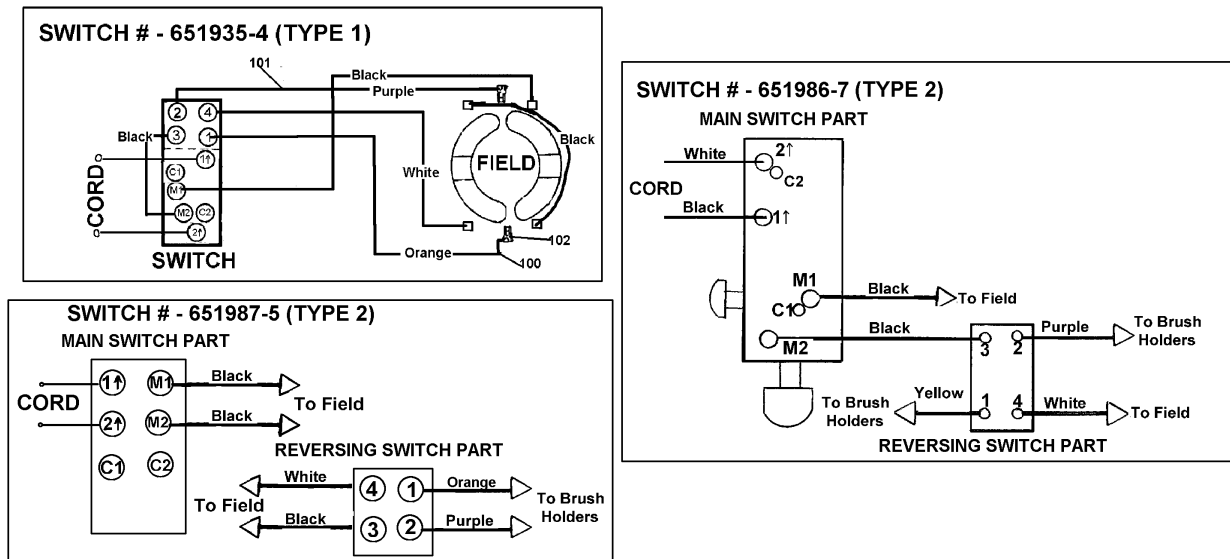 SWITCH # - 651935-4 (TYPE 1)
101
Black
Purple
2 4
Black 3 1
Black
1↑
C1
M1
White
FIELD
CORD
M2 C2
2↑
SWITCH
Orange
102
100
SWITCH # - 651987-5 (TYPE 2)
MAIN SWITCH PART
1↑ M1 Black
CORD
To Field
2↑ M2 Black
C1 C2
REVERSING SWITCH PART
White 4 1 Orange
To Field
To Brush
Holders
Black 3 2 Purple
SWITCH # - 651986-7 (TYPE 2)
MAIN SWITCH PART
White 2↑
C2
CORD
Black 1↑
M1 Black To Field
C1
M2 Black 3 2 Purple To Brush
Holders
To Brush
Holders
Yellow 1 4 White To Field
REVERSING SWITCH PART